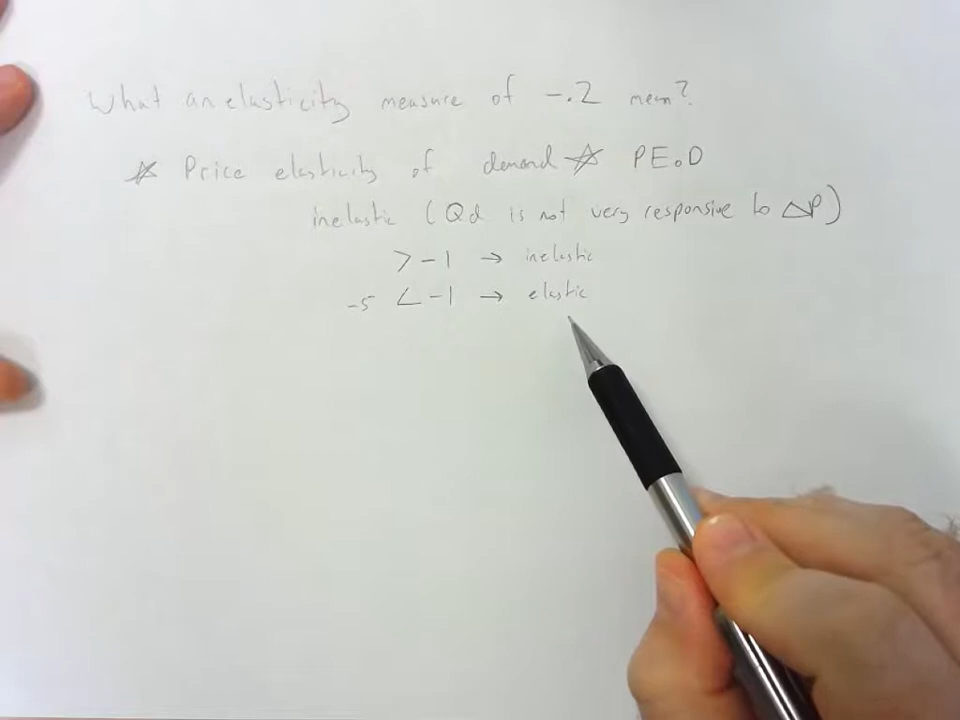 What an elasticity measure of -.2 mean?
☆ Price elasticity of demand ☆ PEoD
inelastic (Qd is not very responsive to △P)
> -1 → inelastic
-5 < -1 → elastic